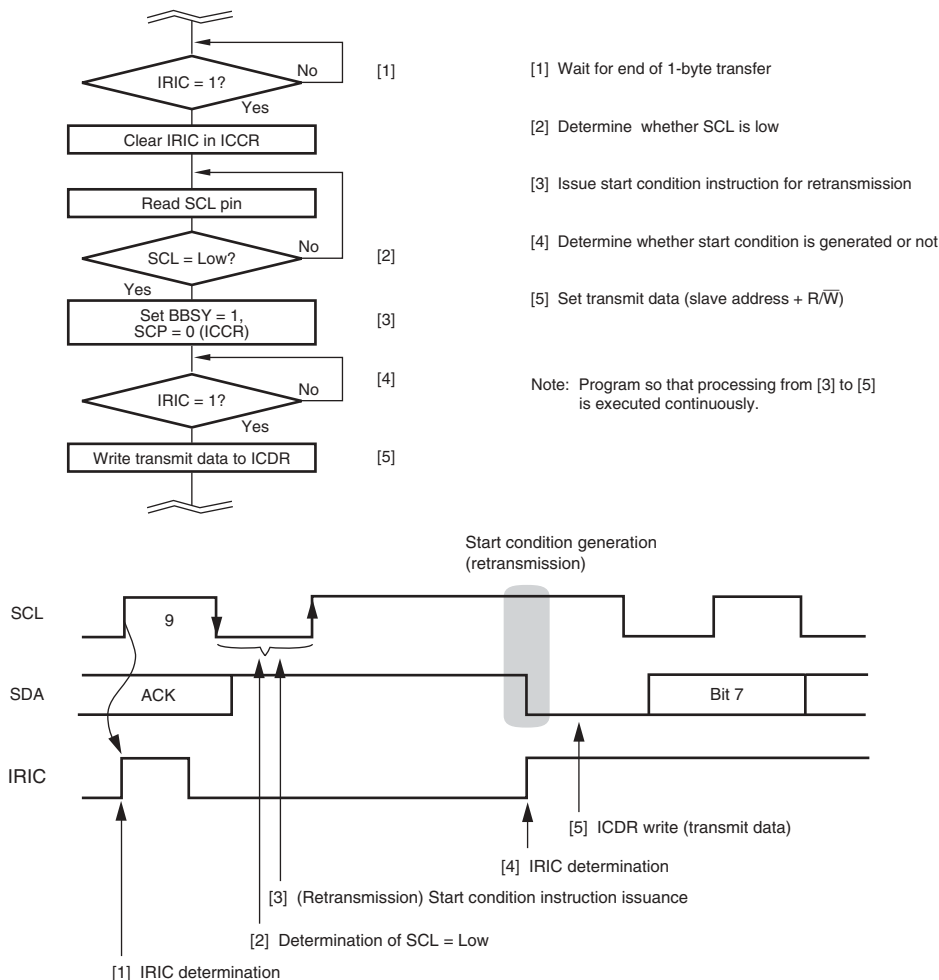 IRIC = 1?
No
Yes
[1]
Clear IRIC in ICCR
Read SCL pin
SCL = Low?
No
Yes
[2]
Set BBSY = 1,
SCP = 0 (ICCR)
[3]
IRIC = 1?
No
Yes
[4]
Write transmit data to ICDR
[5]
[1] Wait for end of 1-byte transfer
[2] Determine whether SCL is low
[3] Issue start condition instruction for retransmission
[4] Determine whether start condition is generated or not
[5] Set transmit data (slave address + R/W̅)
Note: Program so that processing from [3] to [5]
is executed continuously.
Start condition generation
(retransmission)
SCL
9
SDA
ACK
Bit 7
IRIC
[5] ICDR write (transmit data)
[4] IRIC determination
[3] (Retransmission) Start condition instruction issuance
[2] Determination of SCL = Low
[1] IRIC determination